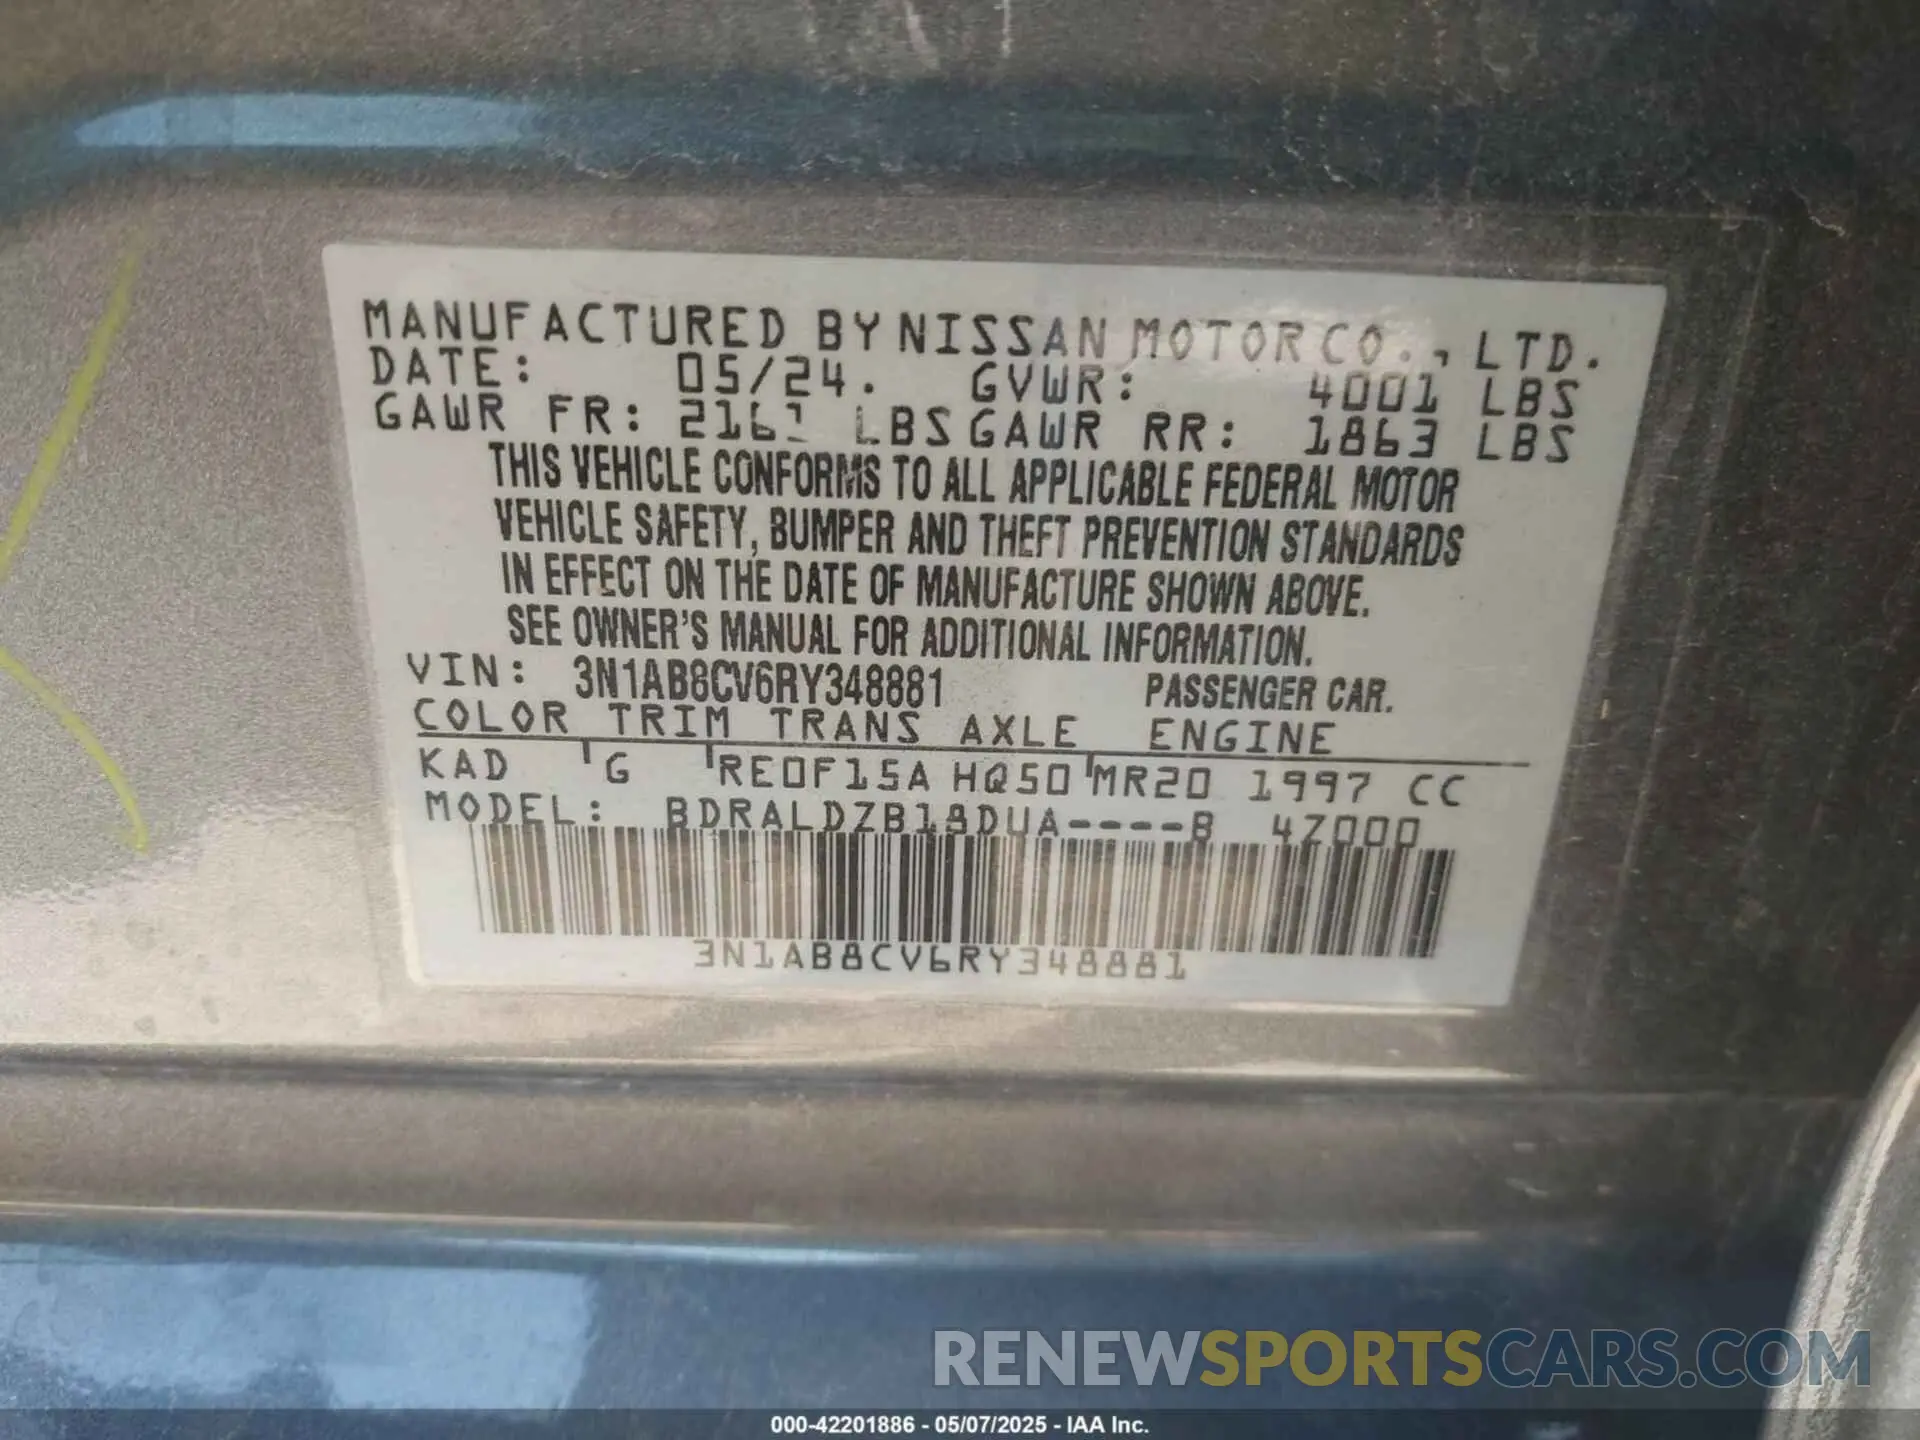 MANUFACTURED BY NISSAN MOTOR CO., LTD.
DATE: 05/24. GVWR: 4001 LBS
GAWR FR: LBS GAWR RR: 1863 LBS
THIS VEHICLE CONFORMS TO ALL APPLICABLE FEDERAL MOTOR
VEHICLE SAFETY, BUMPER AND THEFT PREVENTION STANDARDS
IN EFFECT ON THE DATE OF MANUFACTURE SHOWN ABOVE.
SEE OWNER'S MANUAL FOR ADDITIONAL INFORMATION.
VIN: 3N1AB8CV6RY348881 PASSENGER CAR.
COLOR TRIM TRANS AXLE ENGINE
KAD G RE0F15A HQ50 MR20 1997 CC
MODEL: BDRALDZB18DUA----B 4Z000
3N1AB8CV6RY348881
RENEWSPORTSCARS.COM
000-42201886 - 05/07/2025 - IAA Inc.